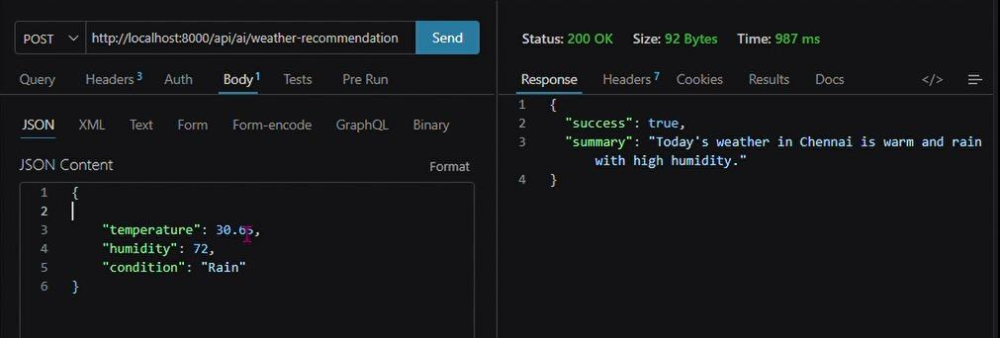 POST http://localhost:8000/api/ai/weather-recommendation Send
Query Headers 3 Auth Body 1 Tests Pre Run
JSON XML Text Form Form-encode GraphQL Binary
JSON Content Format
1 {
2
3 "temperature": 30.65,
4 "humidity": 72,
5 "condition": "Rain"
6 }
Status: 200 OK Size: 92 Bytes Time: 987 ms
Response Headers 7 Cookies Results Docs </>
1 {
2 "success": true,
3 "summary": "Today's weather in Chennai is warm and rain
with high humidity."
4 }